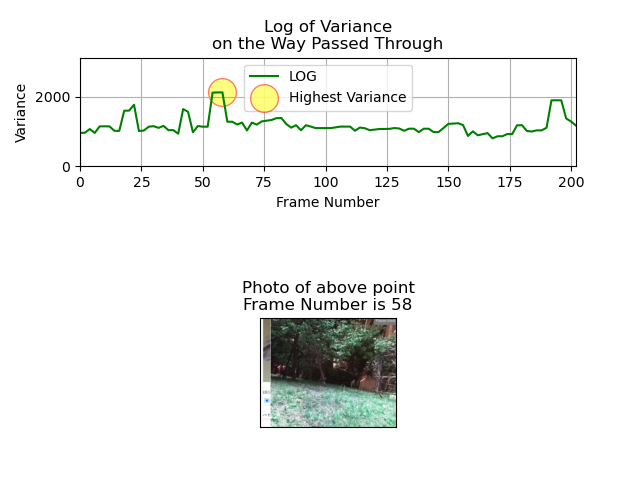 Log of Variance
on the Way Passed Through
Variance
2000
0
LOG
Highest Variance
0 25 50 75 100 125 150 175 200
Frame Number
Photo of above point
Frame Number is 58